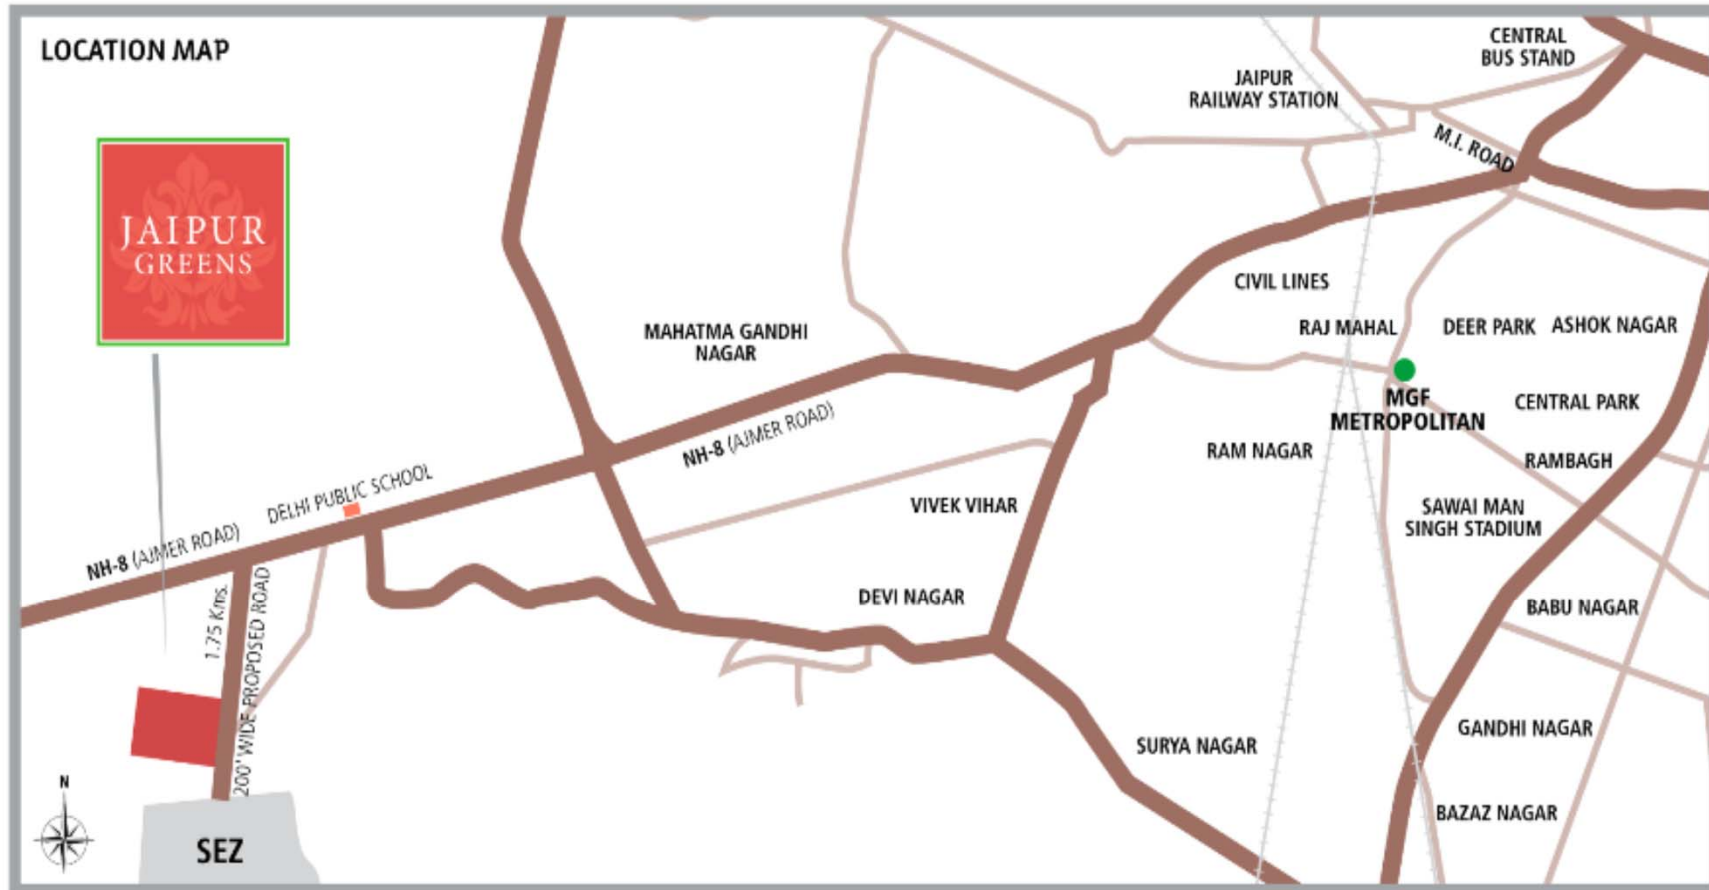 LOCATION MAP
CENTRAL
BUS STAND
JAIPUR
RAILWAY STATION
M.I. ROAD
JAIPUR
GREENS
CIVIL LINES
MAHATMA GANDHI
NAGAR
RAJ MAHAL
DEER PARK
ASHOK NAGAR
MGF
METROPOLITAN
CENTRAL PARK
NH-8 (AJMER ROAD)
RAM NAGAR
RAMBAGH
DELHI PUBLIC SCHOOL
VIVEK VIHAR
SAWAI MAN
SINGH STADIUM
NH-8 (AJMER ROAD)
1.75 Kms.
200' WIDE PROPOSED ROAD
DEVI NAGAR
BABU NAGAR
SURYA NAGAR
GANDHI NAGAR
N
BAZAZ NAGAR
SEZ